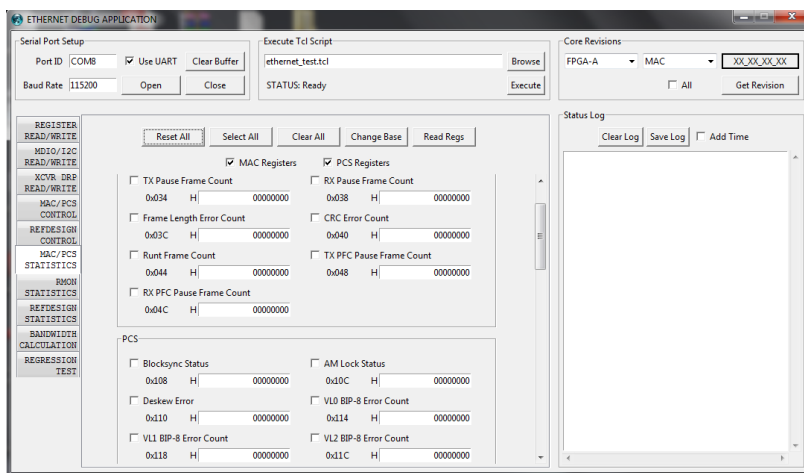 ETHERNET DEBUG APPLICATION
Serial Port Setup
Port ID COM8 Use UART Clear Buffer
Baud Rate 115200 Open Close
Execute Tcl Script
ethernet_test.tcl Browse
STATUS: Ready Execute
Core Revisions
FPGA-A MAC XX_XX_XX_XX
All Get Revision
REGISTER
READ/WRITE
MDIO/I2C
READ/WRITE
XCVR DRP
READ/WRITE
MAC/PCS
CONTROL
REFDESIGN
CONTROL
MAC/PCS
STATISTICS
RMON
STATISTICS
REFDESIGN
STATISTICS
BANDWIDTH
CALCULATION
REGRESSION
TEST
Reset All Select All Clear All Change Base Read Regs
MAC Registers PCS Registers
TX Pause Frame Count RX Pause Frame Count
0x034 H 00000000 0x038 H 00000000
Frame Length Error Count CRC Error Count
0x03C H 00000000 0x040 H 00000000
Runt Frame Count TX PFC Pause Frame Count
0x044 H 00000000 0x048 H 00000000
RX PFC Pause Frame Count
0x04C H 00000000
PCS
Blocksync Status AM Lock Status
0x108 H 00000000 0x10C H 00000000
Deskew Error VL0 BIP-8 Error Count
0x110 H 00000000 0x114 H 00000000
VL1 BIP-8 Error Count VL2 BIP-8 Error Count
0x118 H 00000000 0x11C H 00000000
Status Log
Clear Log Save Log Add Time